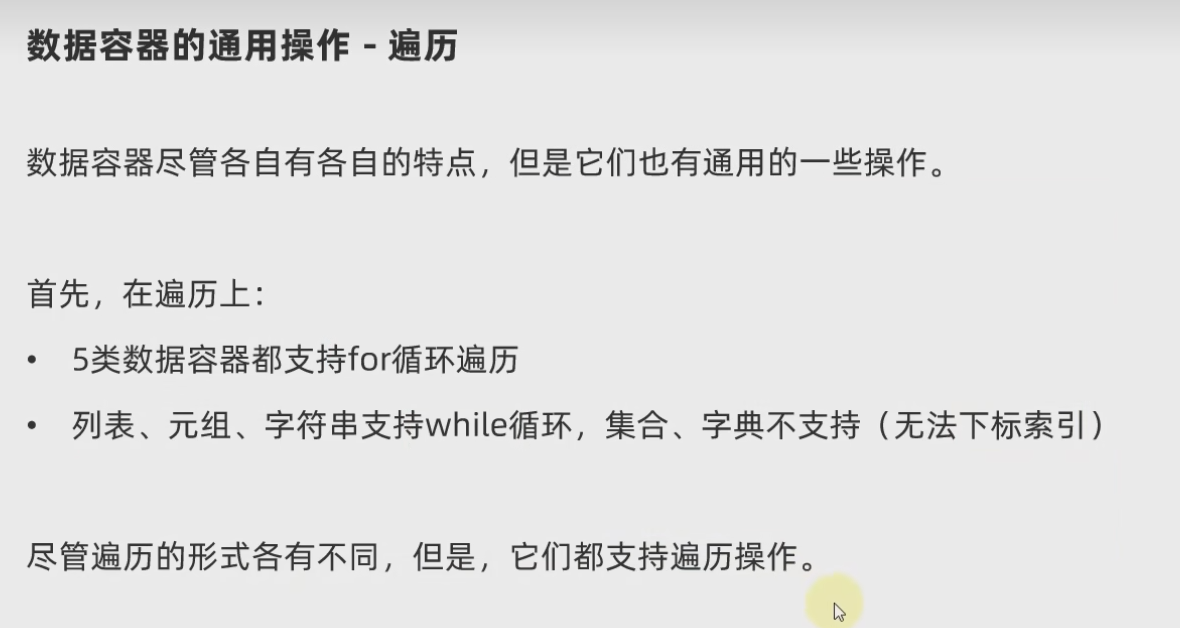 数据容器的通用操作 - 遍历
数据容器尽管各自有各自的特点，但是它们也有通用的一些操作。
首先，在遍历上：
• 5类数据容器都支持for循环遍历
• 列表、元组、字符串支持while循环，集合、字典不支持（无法下标索引）
尽管遍历的形式各有不同，但是，它们都支持遍历操作。